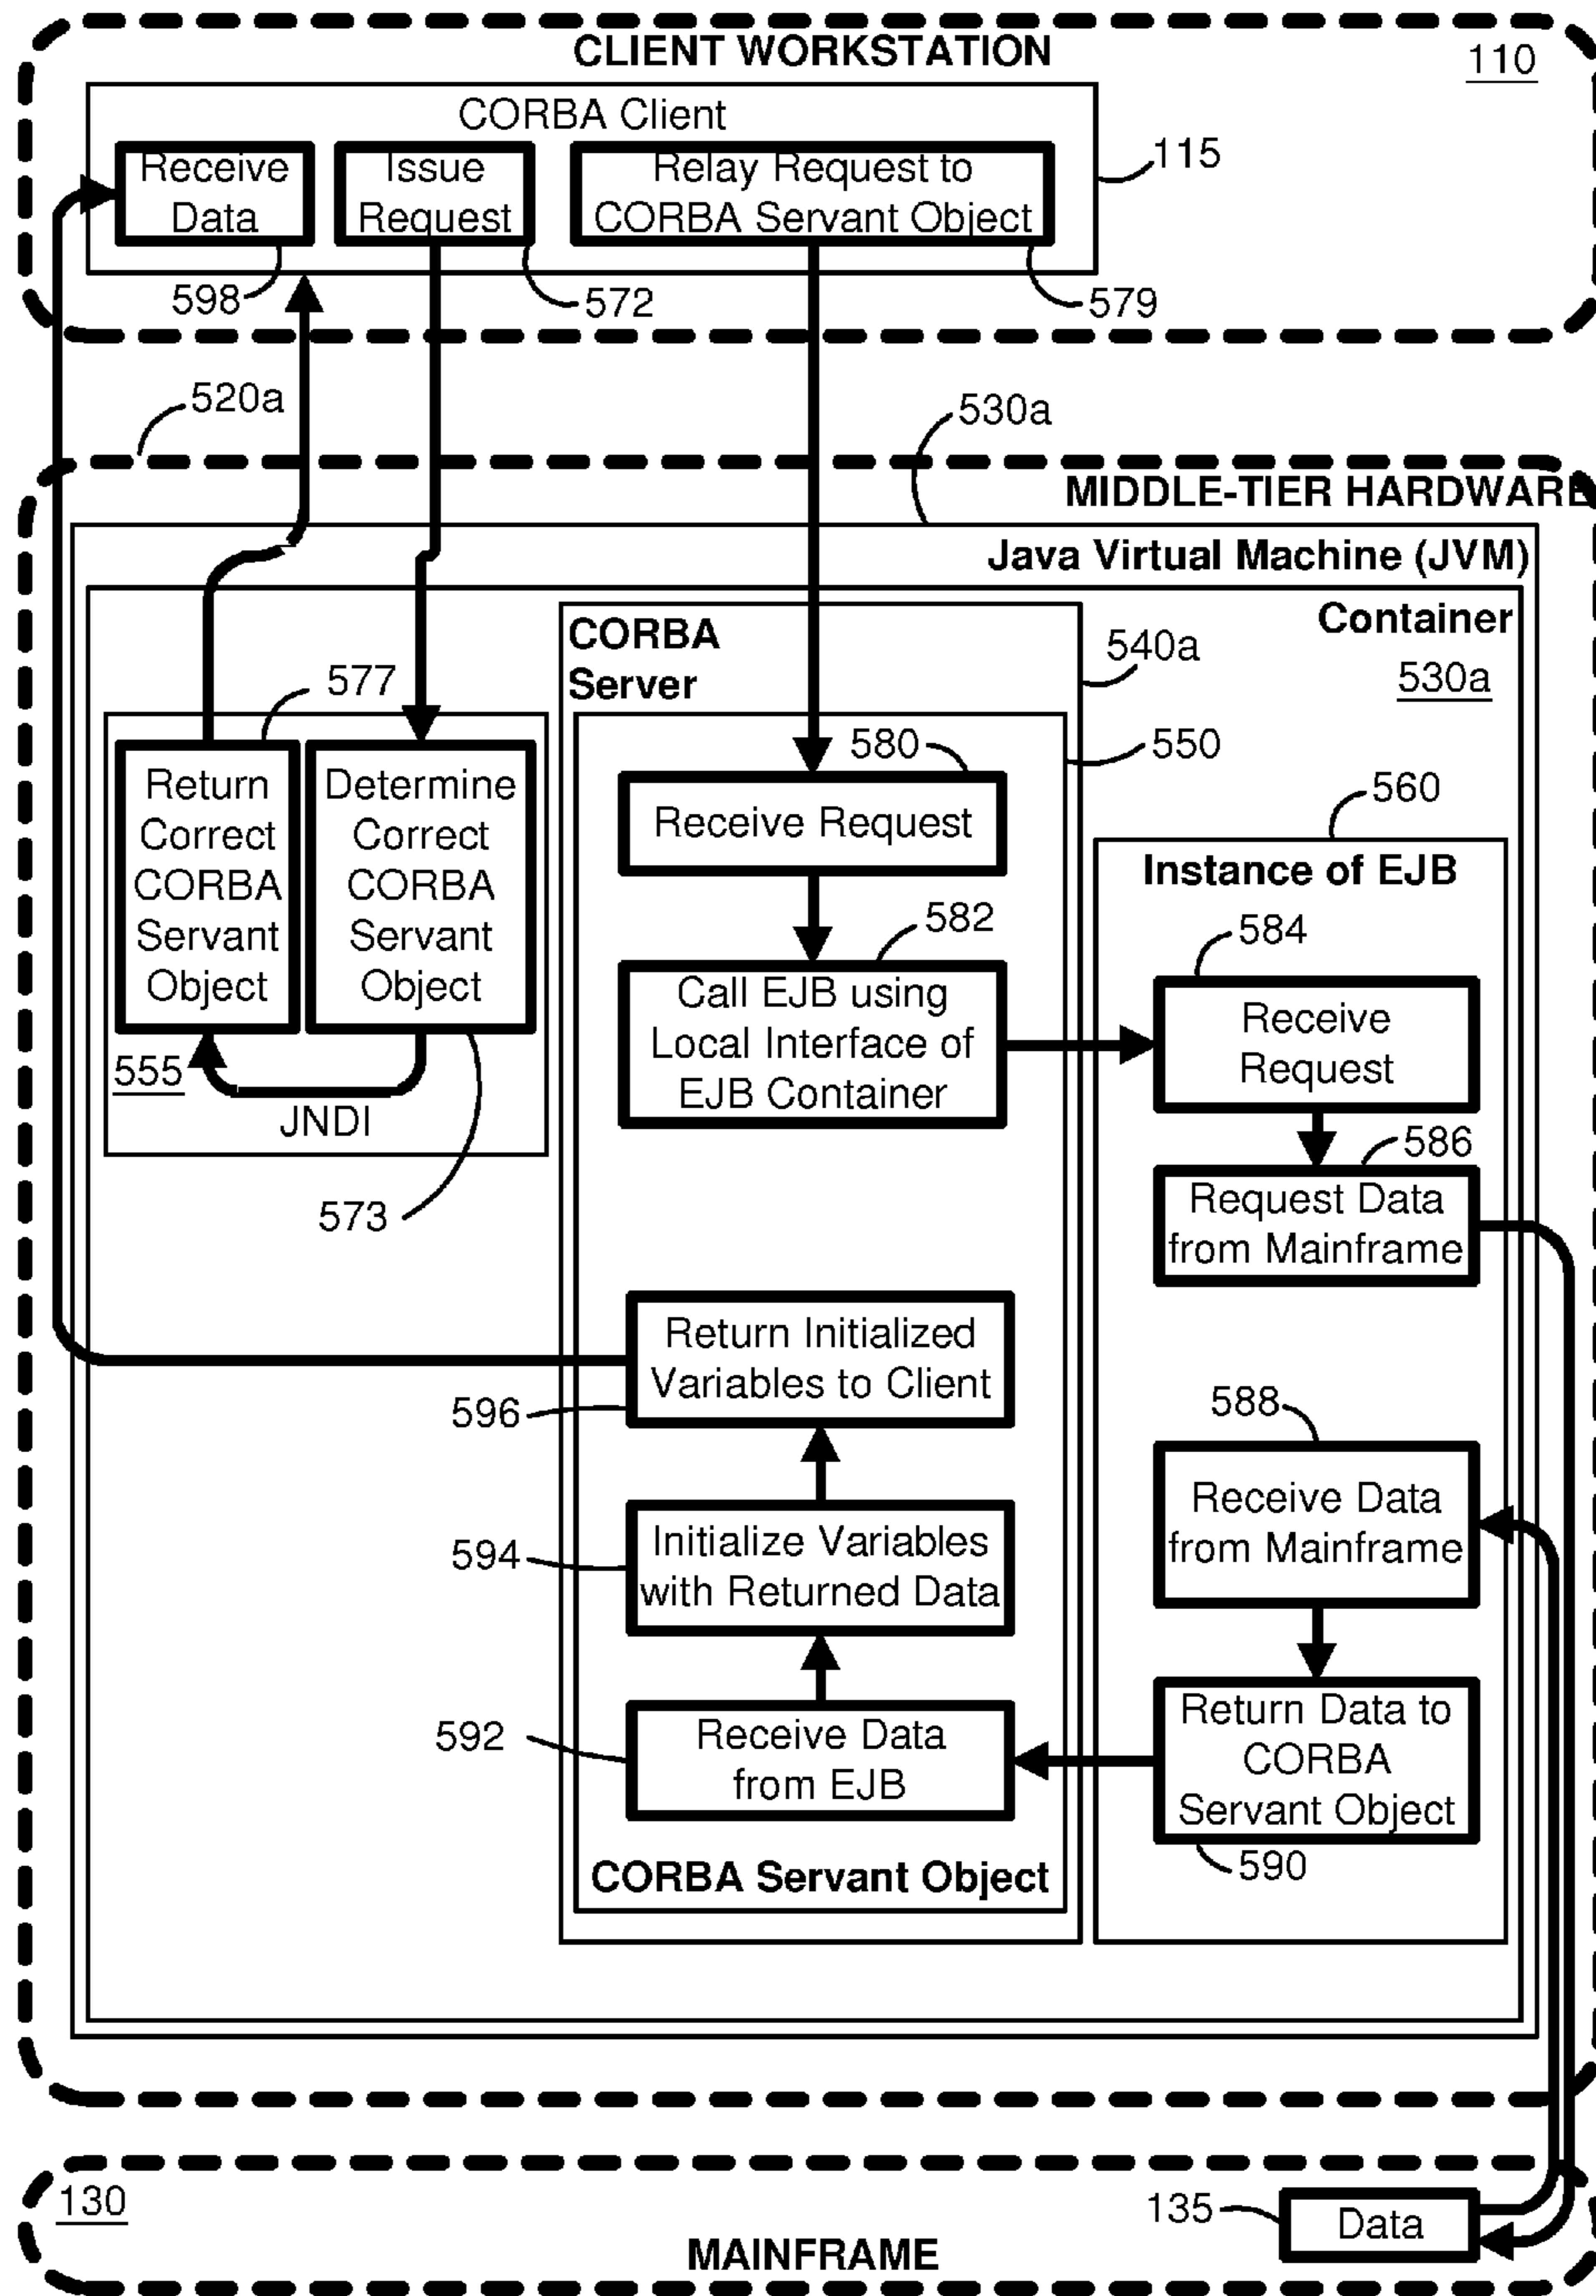 CLIENT WORKSTATION
110
CORBA Client
115
Receive
Data
Issue
Request
Relay Request to
CORBA Servant Object
598
572
579
520a
530a
MIDDLE-TIER HARDWARE
Java Virtual Machine (JVM)
Container
530a
CORBA
Server
540a
577
550
Return
Correct
CORBA
Servant
Object
Determine
Correct
CORBA
Servant
Object
555
JNDI
573
580
Receive Request
582
Call EJB using
Local Interface of
EJB Container
560
Instance of EJB
584
Receive
Request
586
Request Data
from Mainframe
Return Initialized
Variables to Client
596
588
Receive Data
from Mainframe
594
Initialize Variables
with Returned Data
592
Receive Data
from EJB
Return Data to
CORBA
Servant Object
590
CORBA Servant Object
130
135
Data
MAINFRAME